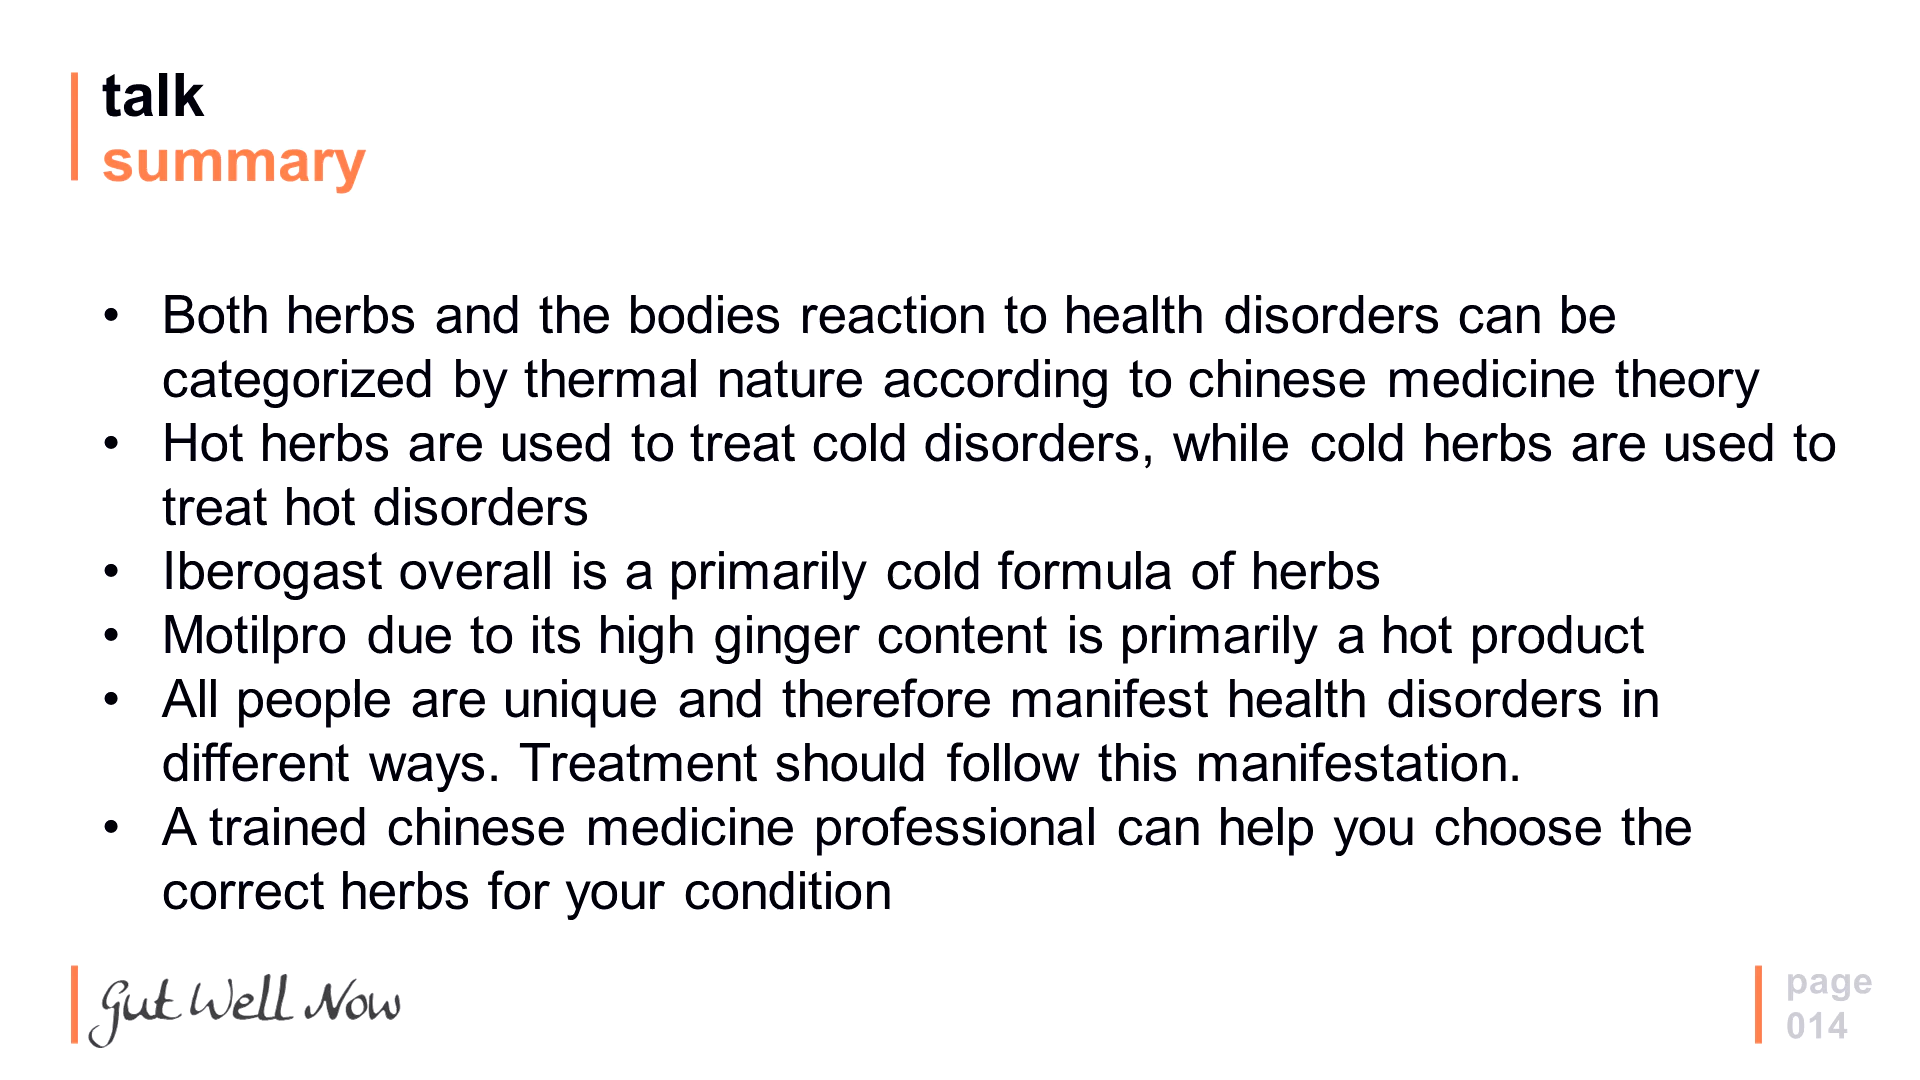 talk
summary
• Both herbs and the bodies reaction to health disorders can be
categorized by thermal nature according to chinese medicine theory
• Hot herbs are used to treat cold disorders, while cold herbs are used to
treat hot disorders
• Iberogast overall is a primarily cold formula of herbs
• Motilpro due to its high ginger content is primarily a hot product
• All people are unique and therefore manifest health disorders in
different ways. Treatment should follow this manifestation.
• A trained chinese medicine professional can help you choose the
correct herbs for your condition
Gut Well Now
page
014